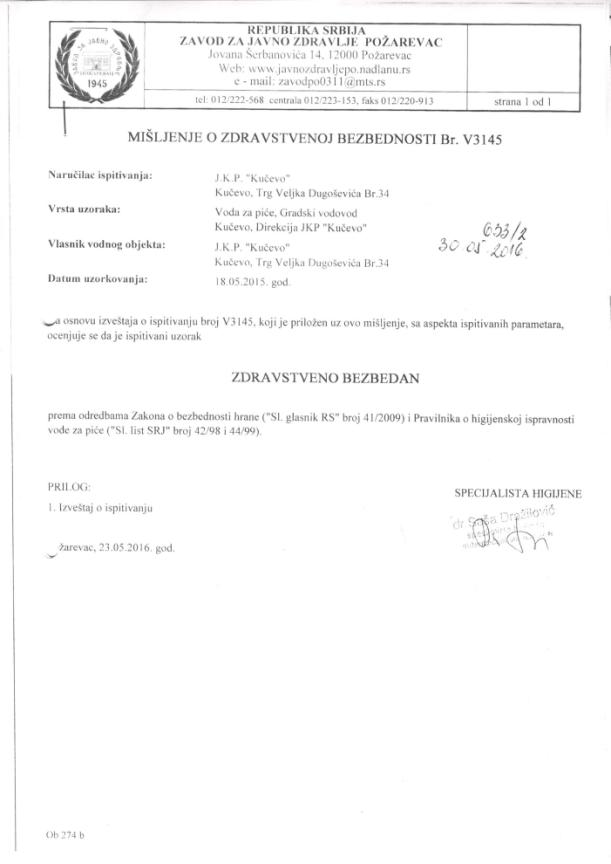 REPUBLIKA SRBIJA
ZAVOD ZA JAVNO ZDRAVLJE POŽAREVAC
Jovana Šerbanovića 14, 12000 Požarevac
Web: www.javnozdravljepo.nadlanu.rs
e - mail: zavodpo0311@mts.rs
tel: 012/222-568 centrala 012/223-153, faks 012/220-913
strana 1 od 1
1945
MIŠLJENJE O ZDRAVSTVENOJ BEZBEDNOSTI Br. V3145
Naručilac ispitivanja:
J.K.P. "Kučevo"
Kučevo, Trg Veljka Dugoševića Br.34
Vrsta uzoraka:
Voda za piće, Gradski vodovod
Kučevo, Direkcija JKP "Kučevo"
633/2
30 05. 2016.
Vlasnik vodnog objekta:
J.K.P. "Kučevo"
Kučevo, Trg Veljka Dugoševića Br.34
Datum uzorkovanja:
18.05.2015. god.
a osnovu izveštaja o ispitivanju broj V3145, koji je priložen uz ovo mišljenje, sa aspekta ispitivanih parametara,
ocenjuje se da je ispitivani uzorak
ZDRAVSTVENO BEZBEDAN
prema odredbama Zakona o bezbednosti hrane ("Sl. glasnik RS" broj 41/2009) i Pravilnika o higijenskoj ispravnosti
vode za piće ("Sl. list SRJ" broj 42/98 i 44/99).
PRILOG:
1. Izveštaj o ispitivanju
SPECIJALISTA HIGIJENE
dr Saša Dražilović
žarevac, 23.05.2016. god.
Ob 274 b